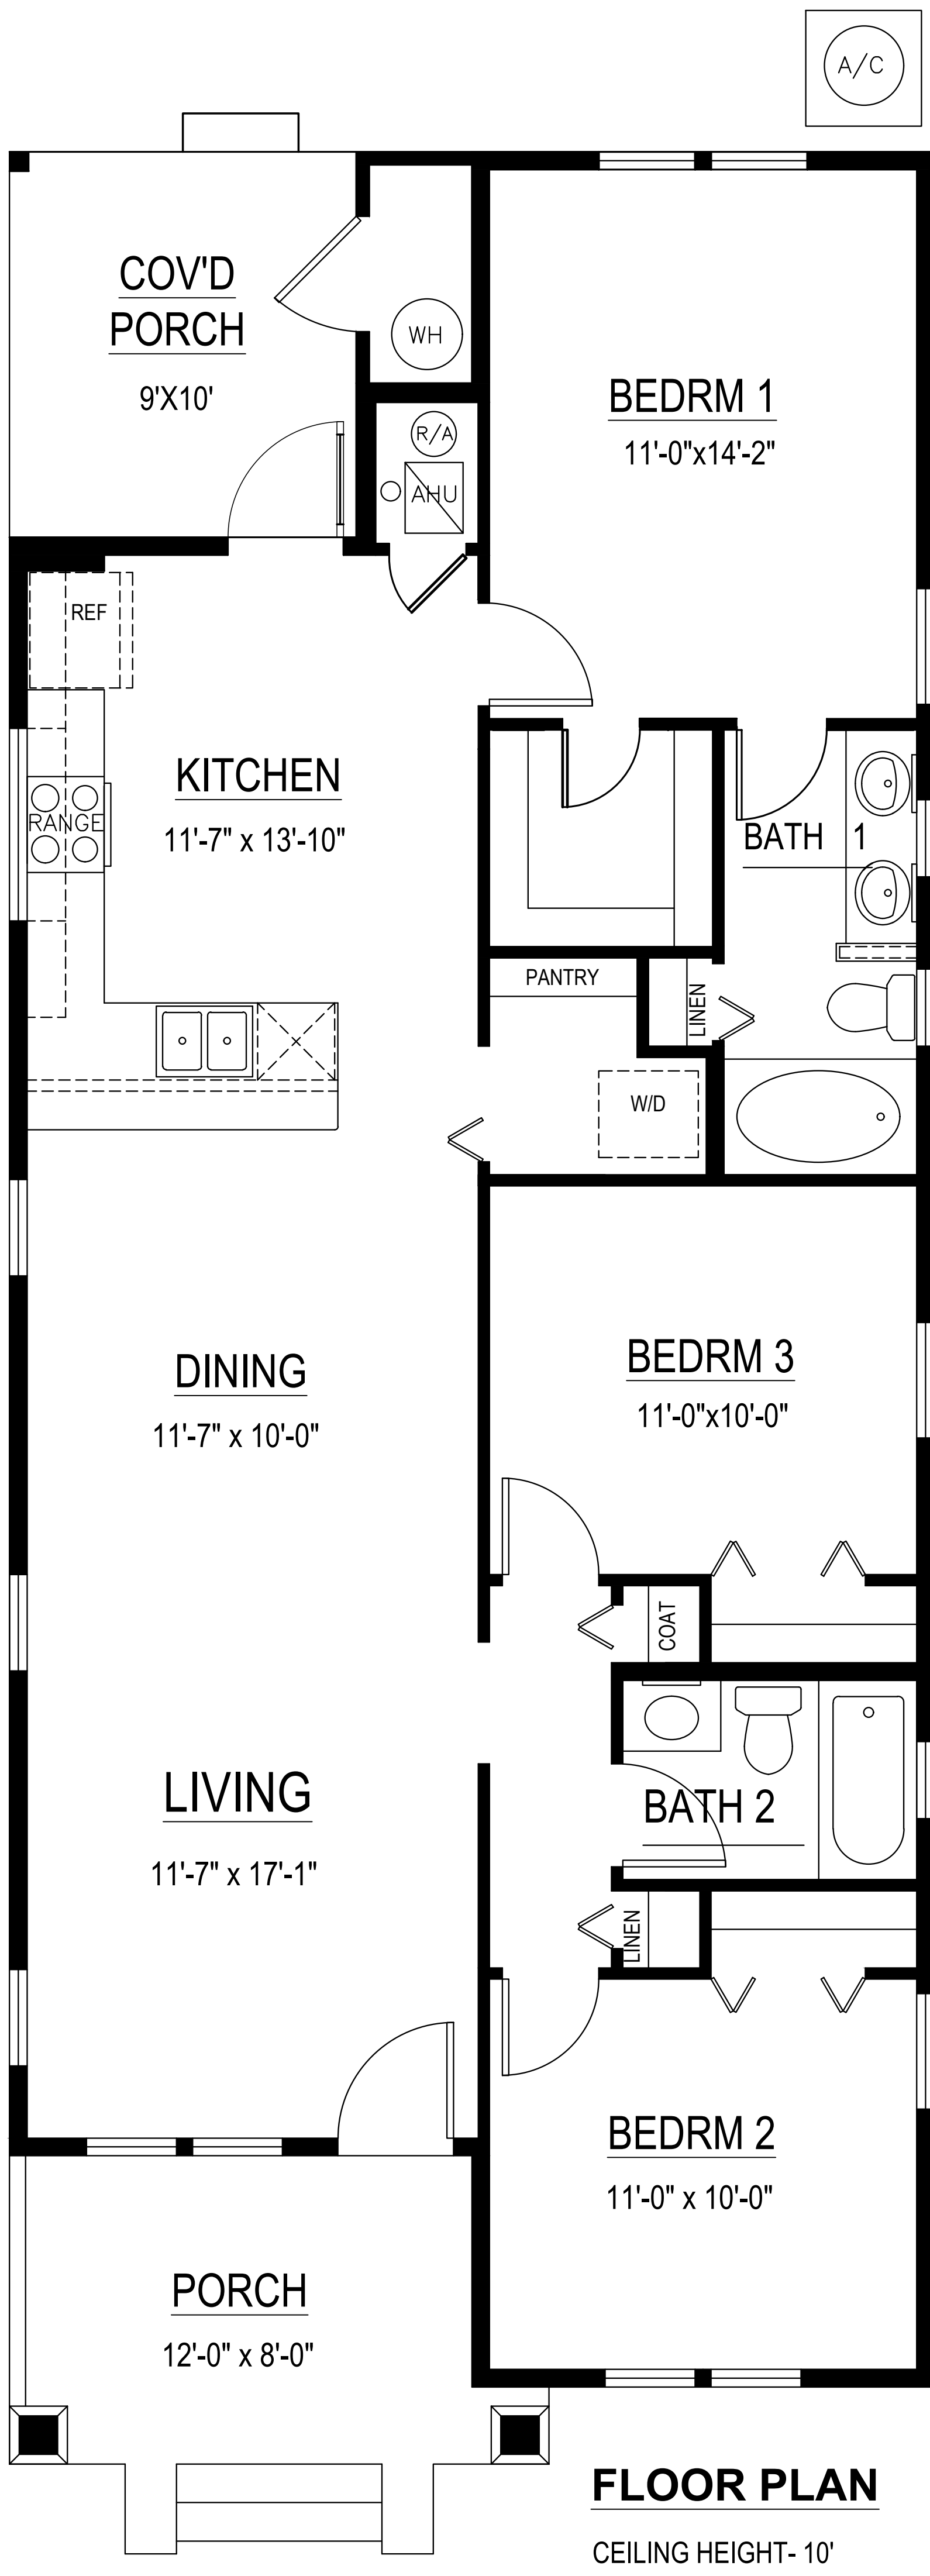 A/C
COV'D
PORCH
9'X10'
WH
BEDRM 1
11'-0"x14'-2"
R/A
AHU
REF
KITCHEN
11'-7" x 13'-10"
RANGE
BATH 1
PANTRY
LINEN
W/D
DINING
11'-7" x 10'-0"
BEDRM 3
11'-0"x10'-0"
COAT
LIVING
11'-7" x 17'-1"
BATH 2
LINEN
BEDRM 2
11'-0" x 10'-0"
PORCH
12'-0" x 8'-0"
FLOOR PLAN
CEILING HEIGHT- 10'